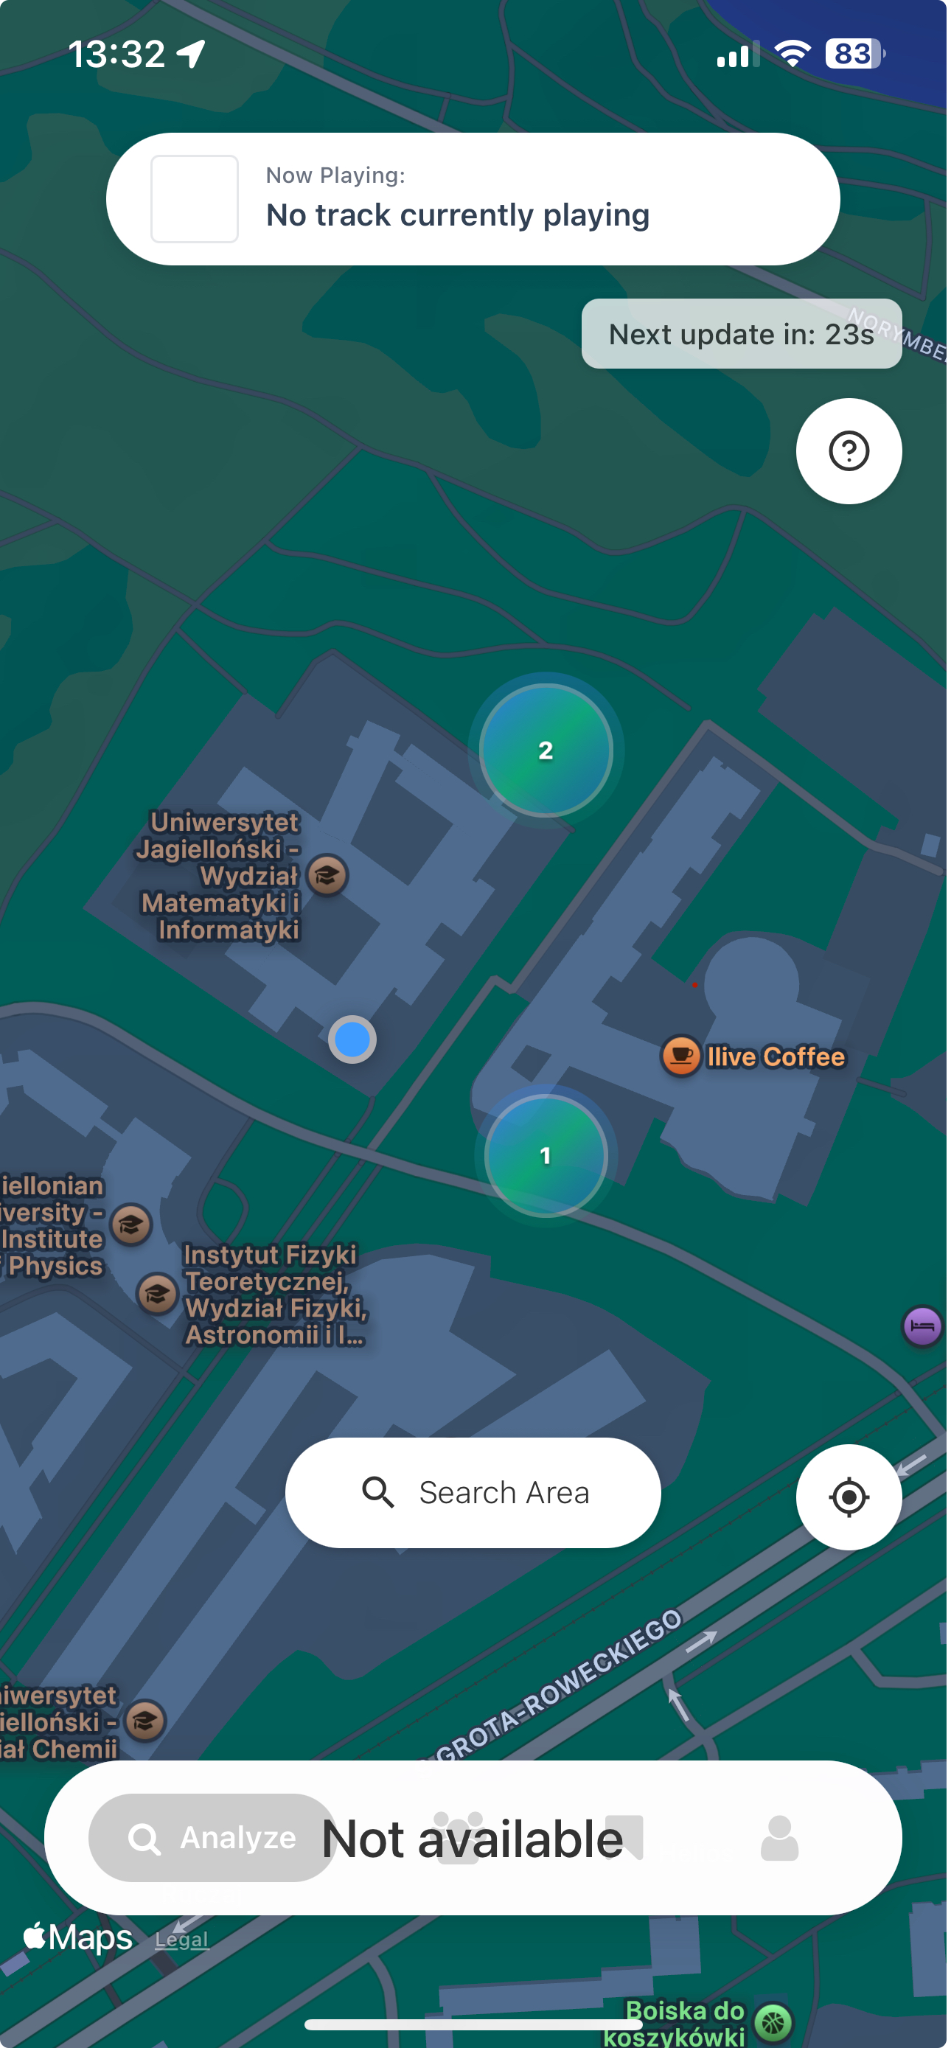 13:32
83
Now Playing:
No track currently playing
Next update in: 23s
NORYMBE
2
Uniwersytet
Jagielloński -
Wydział
Matematyki i
Informatyki
Ilive Coffee
1
iellonian
iversity -
Institute
f Physics
Instytut Fizyki
Teoretycznej,
Wydział Fizyki,
Astronomii i I...
Search Area
GROTA-ROWECKIEGO
niwersytet
ielloński -
iał Chemii
Analyze
Not available
Maps
Legal
Boiska do
koszykówki